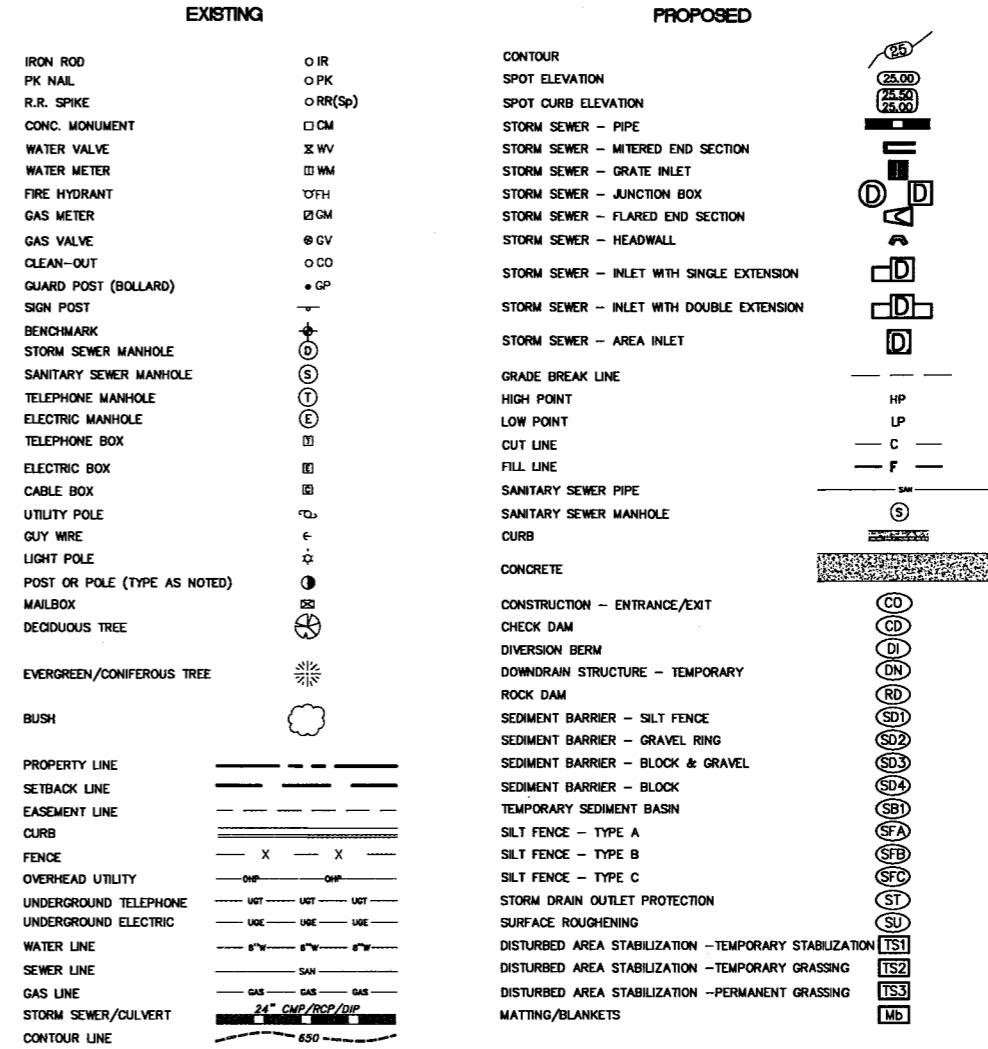 EXISTING
IRON ROD IR
PK NAIL PK
R.R. SPIKE RR(Sp)
CONC. MONUMENT CM
WATER VALVE WV
WATER METER WM
FIRE HYDRANT FH
GAS METER GM
GAS VALVE GV
CLEAN-OUT CO
GUARD POST (BOLLARD) GP
SIGN POST
BENCHMARK
STORM SEWER MANHOLE D
SANITARY SEWER MANHOLE S
TELEPHONE MANHOLE T
ELECTRIC MANHOLE E
TELEPHONE BOX T
ELECTRIC BOX E
CABLE BOX C
UTILITY POLE
GUY WIRE
LIGHT POLE
POST OR POLE (TYPE AS NOTED)
MAILBOX
DECIDUOUS TREE
EVERGREEN/CONIFEROUS TREE
BUSH
PROPERTY LINE
SETBACK LINE
EASEMENT LINE
CURB
FENCE X X
OVERHEAD UTILITY OHP OHP
UNDERGROUND TELEPHONE UGT UGT UGT
UNDERGROUND ELECTRIC UGE UGE UGE
WATER LINE 8"W 8"W 8"W
SEWER LINE SAN
GAS LINE GAS GAS GAS
STORM SEWER/CULVERT 24" CMP/RCP/DIP
CONTOUR LINE 650
PROPOSED
CONTOUR 25
SPOT ELEVATION 25.00
SPOT CURB ELEVATION 25.50
25.00
STORM SEWER - PIPE
STORM SEWER - MITERED END SECTION
STORM SEWER - GRATE INLET
STORM SEWER - JUNCTION BOX D D
STORM SEWER - FLARED END SECTION
STORM SEWER - HEADWALL
STORM SEWER - INLET WITH SINGLE EXTENSION D
STORM SEWER - INLET WITH DOUBLE EXTENSION D
STORM SEWER - AREA INLET D
GRADE BREAK LINE
HIGH POINT HP
LOW POINT LP
CUT LINE C
FILL LINE F
SANITARY SEWER PIPE SAN
SANITARY SEWER MANHOLE S
CURB
CONCRETE
CONSTRUCTION - ENTRANCE/EXIT CO
CHECK DAM CD
DIVERSION BERM DI
DOWNDRAIN STRUCTURE - TEMPORARY DN
ROCK DAM RD
SEDIMENT BARRIER - SILT FENCE SD1
SEDIMENT BARRIER - GRAVEL RING SD2
SEDIMENT BARRIER - BLOCK & GRAVEL SD3
SEDIMENT BARRIER - BLOCK SD4
TEMPORARY SEDIMENT BASIN SB1
SILT FENCE - TYPE A SFA
SILT FENCE - TYPE B SFB
SILT FENCE - TYPE C SFC
STORM DRAIN OUTLET PROTECTION ST
SURFACE ROUGHENING SU
DISTURBED AREA STABILIZATION -TEMPORARY STABILIZATION TS1
DISTURBED AREA STABILIZATION -TEMPORARY GRASSING TS2
DISTURBED AREA STABILIZATION -PERMANENT GRASSING TS3
MATTING/BLANKETS Mb